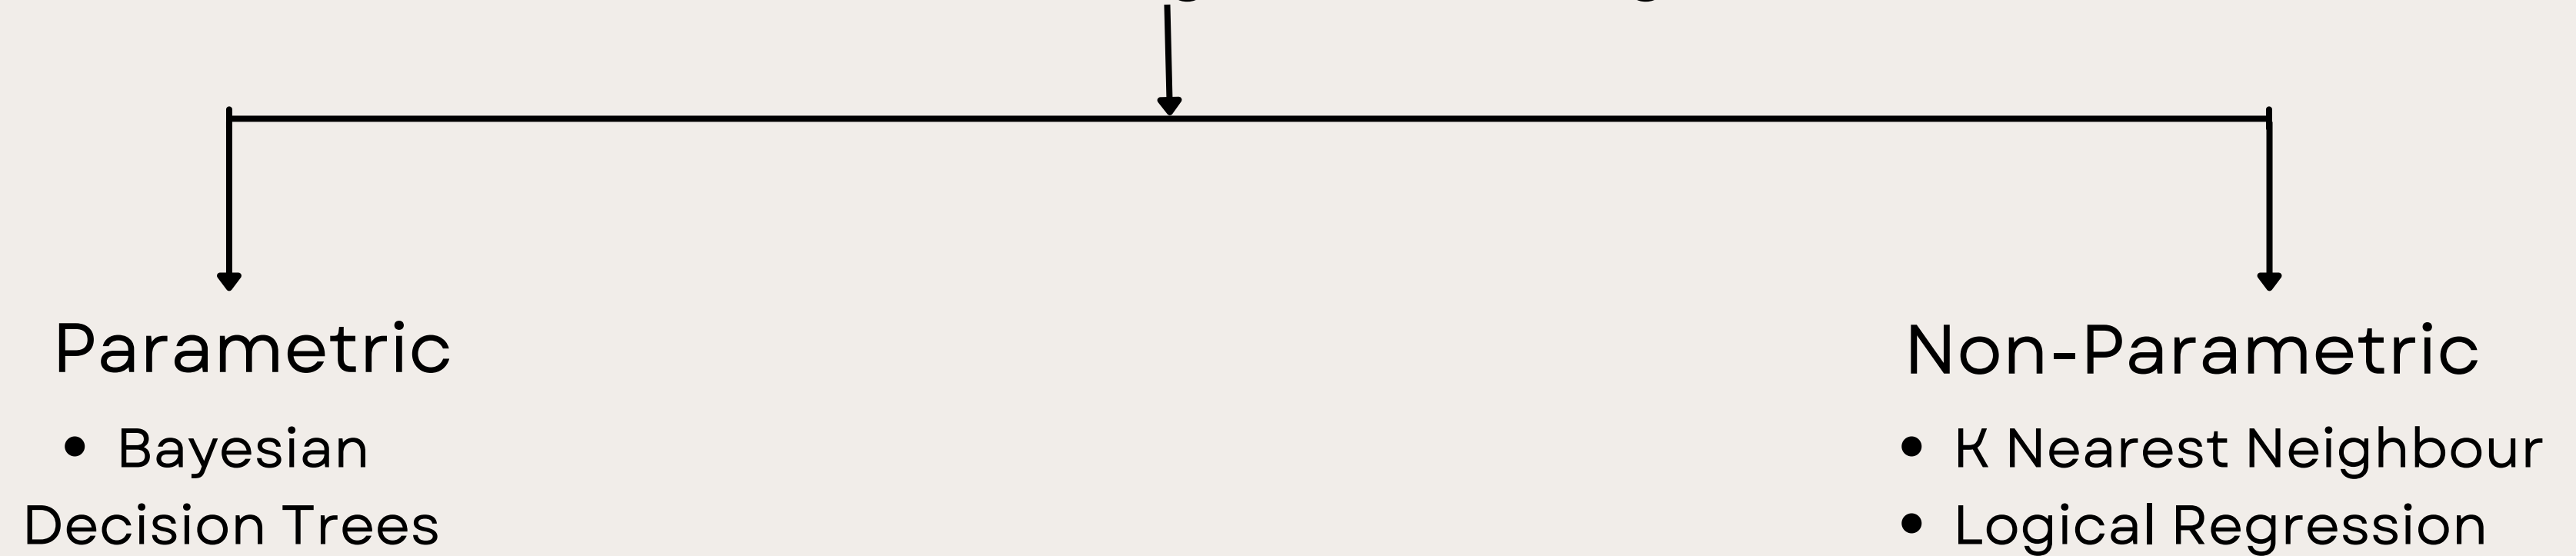 Parametric
• Bayesian
Decision Trees
Non-Parametric
• K Nearest Neighbour
• Logical Regression